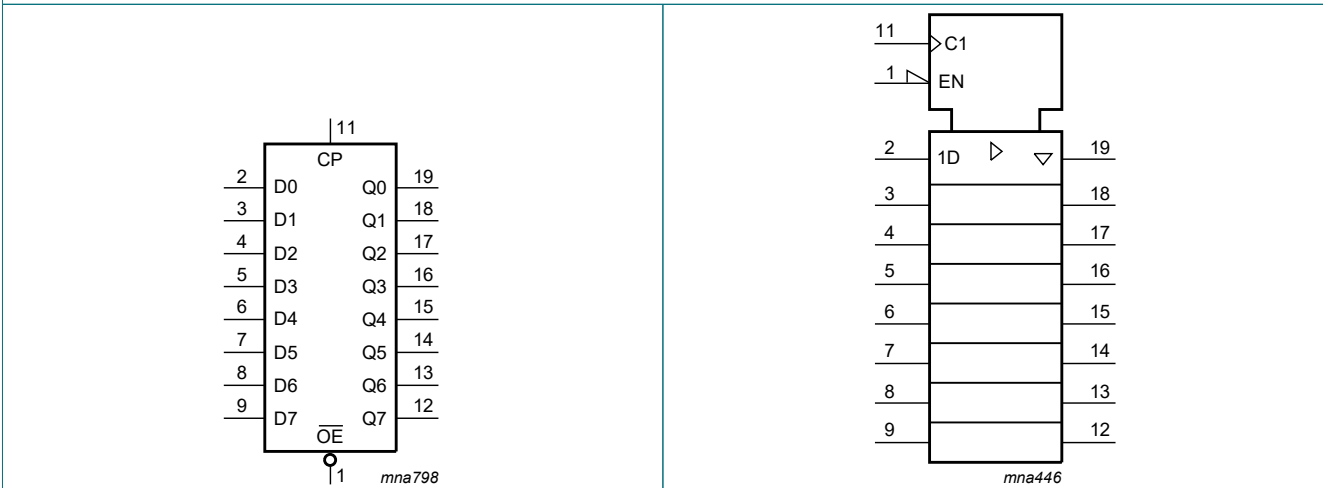 11
CP
2 D0 Q0 19
3 D1 Q1 18
4 D2 Q2 17
5 D3 Q3 16
6 D4 Q4 15
7 D5 Q5 14
8 D6 Q6 13
9 D7 Q7 12
OE
1 mna798
11 C1
1 EN
2 1D 19
3 18
4 17
5 16
6 15
7 14
8 13
9 12
mna446